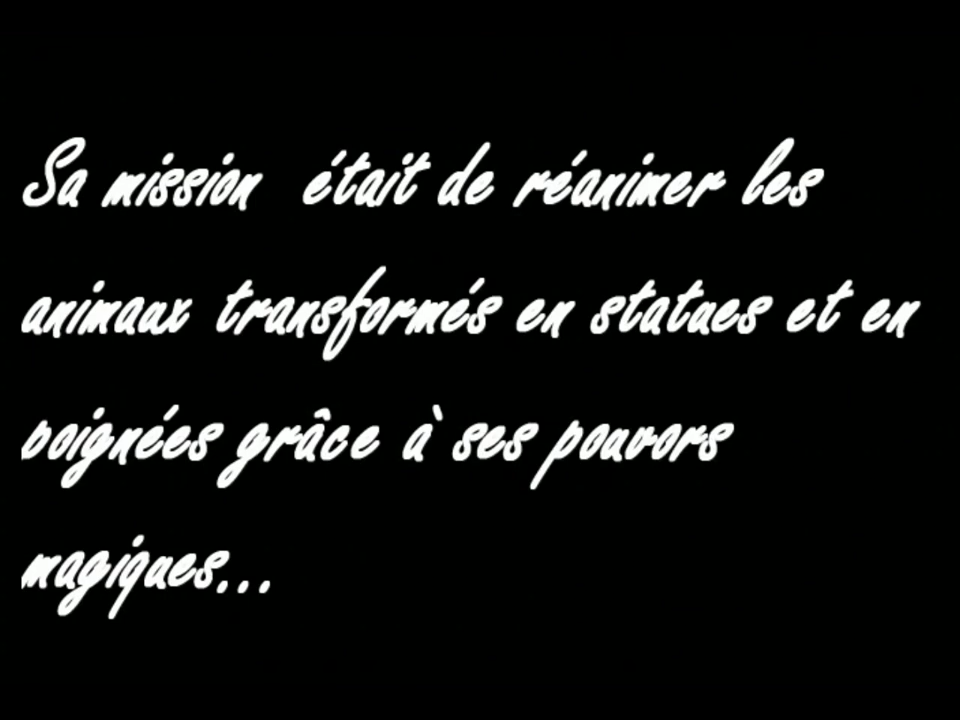 Sa mission était de réanimer les
animaux transformés en statues et en
poignées grâce à ses pouvors
magiques...